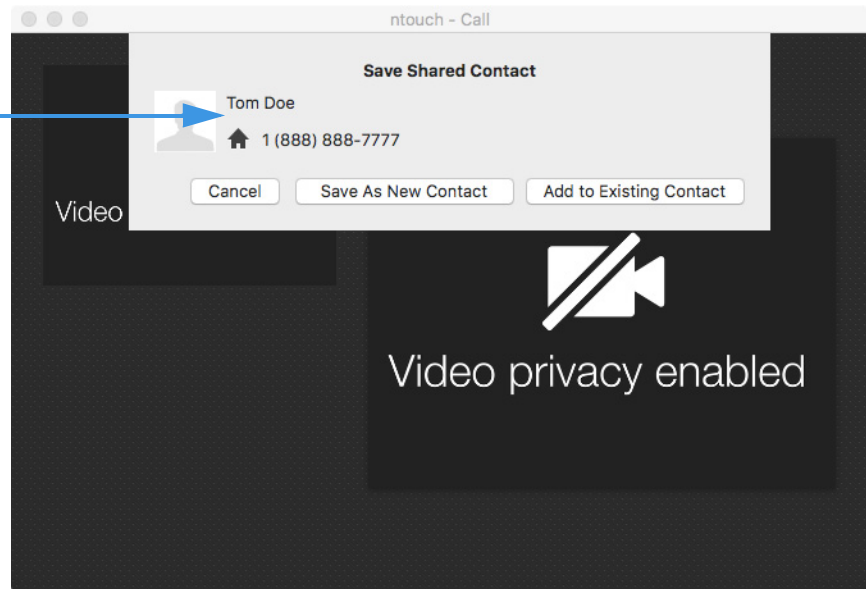 ntouch - Call
Save Shared Contact
Tom Doe
1 (888) 888-7777
Cancel
Save As New Contact
Add to Existing Contact
Video
Video privacy enabled